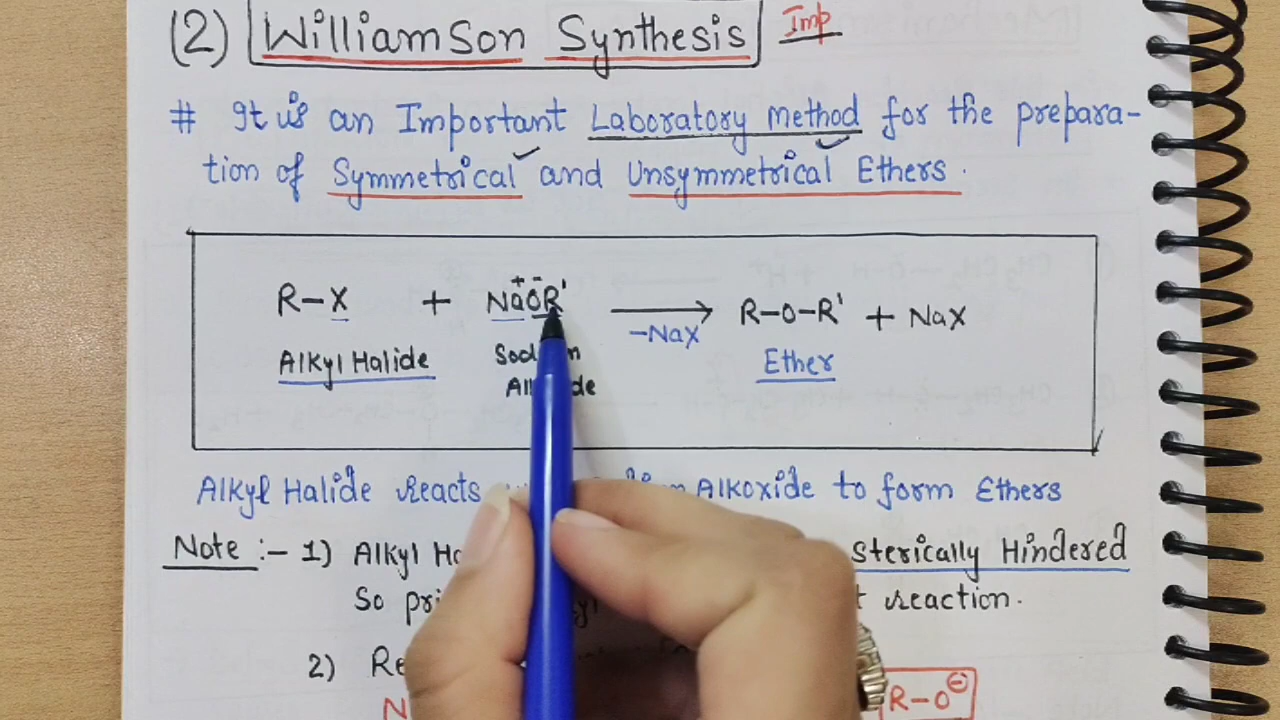 (2) Williamson Synthesis Imp
# It is an Important Laboratory method for the prepara-
tion of Symmetrical and Unsymmetrical Ethers.
R-X + Na⁺O⁻R' → R-O-R' + NaX
-NaX
Alkyl Halide
Ether
Alkyl Halide reacts Alkoxide to form Ethers
Note :- 1) Alkyl Sterically Hindered
So reaction.
2)
R-O⊖